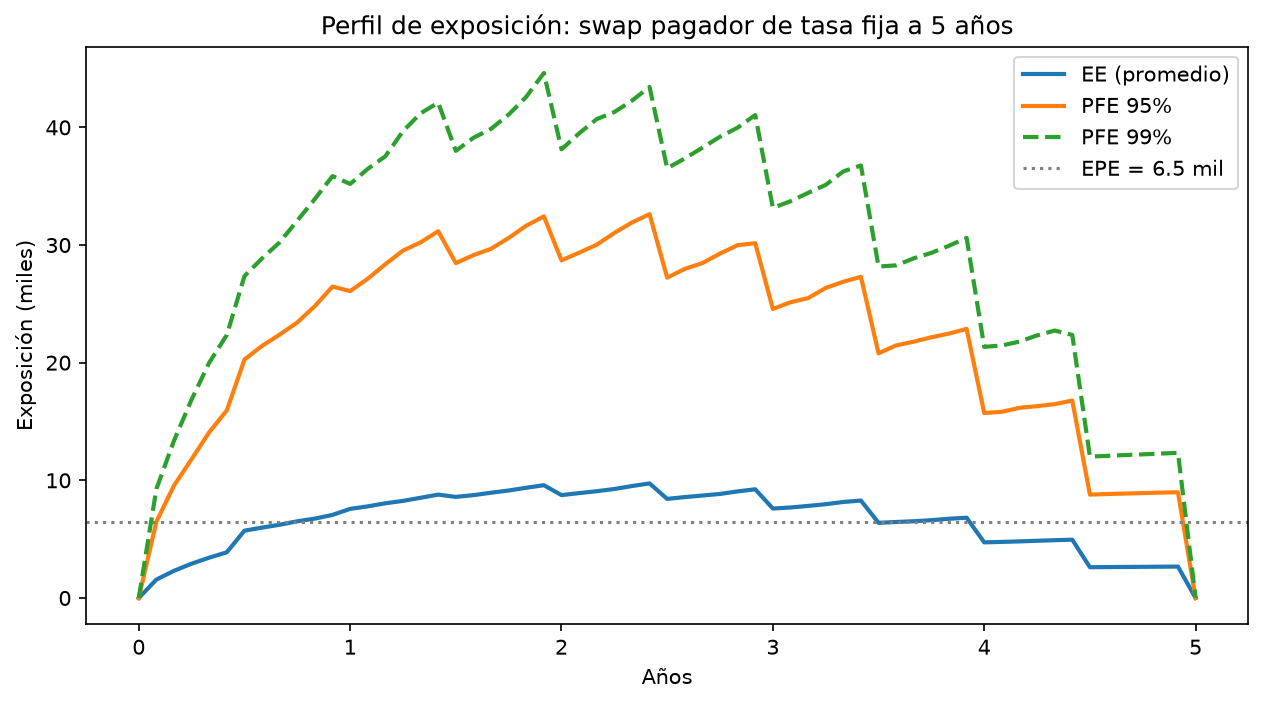 Perfil de exposición: swap pagador de tasa fija a 5 años
EE (promedio)
PFE 95%
PFE 99%
EPE = 6.5 mil
Exposición (miles)
40
30
20
10
0
0 1 2 3 4 5
Años